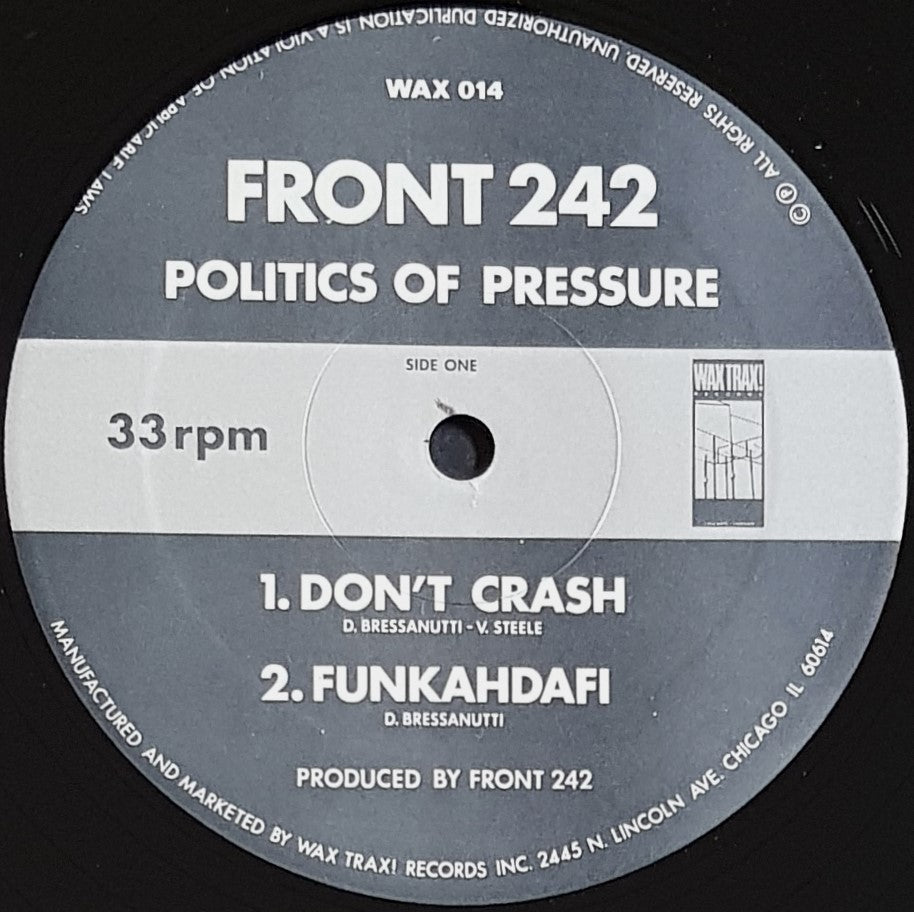 WAX 014
FRONT 242
POLITICS OF PRESSURE
SIDE ONE
33 rpm
WAX TRAX!
RECORDS
1. DON'T CRASH
D. BRESSANUTTI - V. STEELE
2. FUNKAHDAFI
D. BRESSANUTTI
PRODUCED BY FRONT 242
MANUFACTURED AND MARKETED BY WAX TRAX! RECORDS INC. 2445 N. LINCOLN AVE. CHICAGO IL 60614
©℗ ALL RIGHTS RESERVED. UNAUTHORIZED DUPLICATION IS A VIOLATION OF APPLICABLE LAWS